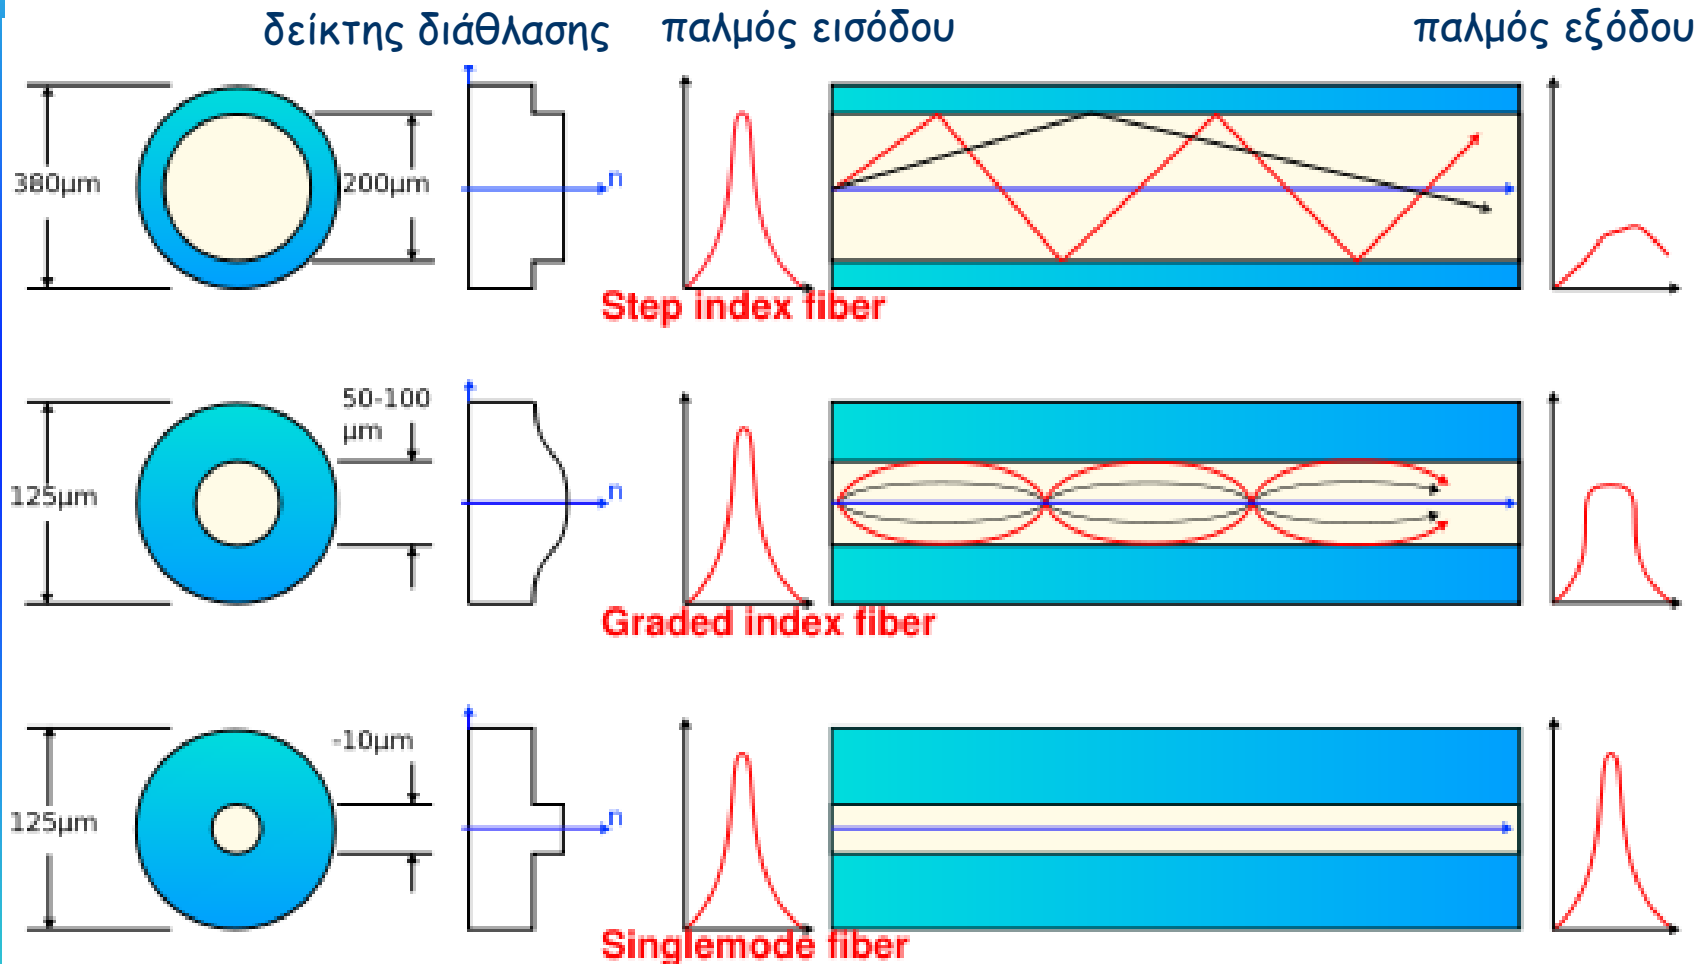 δείκτης διάθλασης
παλμός εισόδου
παλμός εξόδου
380μm
200μm
n
Step index fiber
50-100
μm
125μm
n
Graded index fiber
-10μm
125μm
n
Singlemode fiber